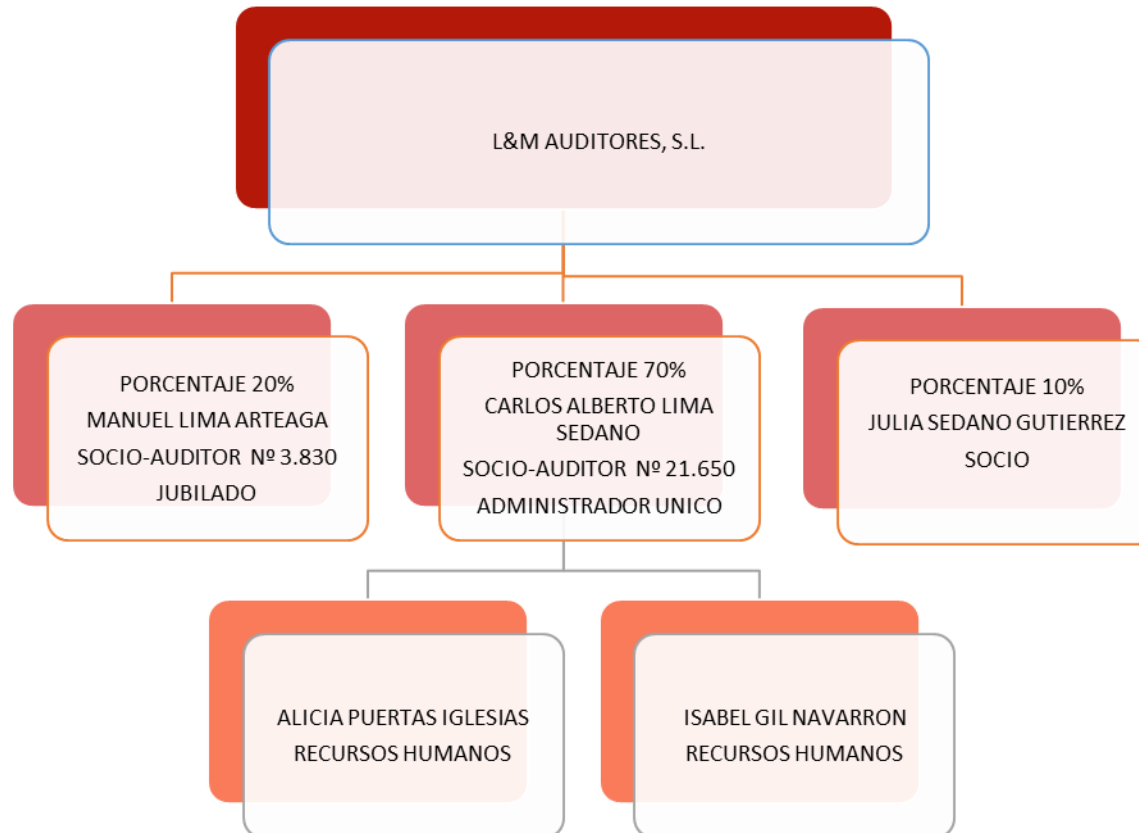 L&M AUDITORES, S.L.
PORCENTAJE 20%
MANUEL LIMA ARTEAGA
SOCIO-AUDITOR Nº 3.830
JUBILADO
PORCENTAJE 70%
CARLOS ALBERTO LIMA
SEDANO
SOCIO-AUDITOR Nº 21.650
ADMINISTRADOR UNICO
PORCENTAJE 10%
JULIA SEDANO GUTIERREZ
SOCIO
ALICIA PUERTAS IGLESIAS
RECURSOS HUMANOS
ISABEL GIL NAVARRON
RECURSOS HUMANOS